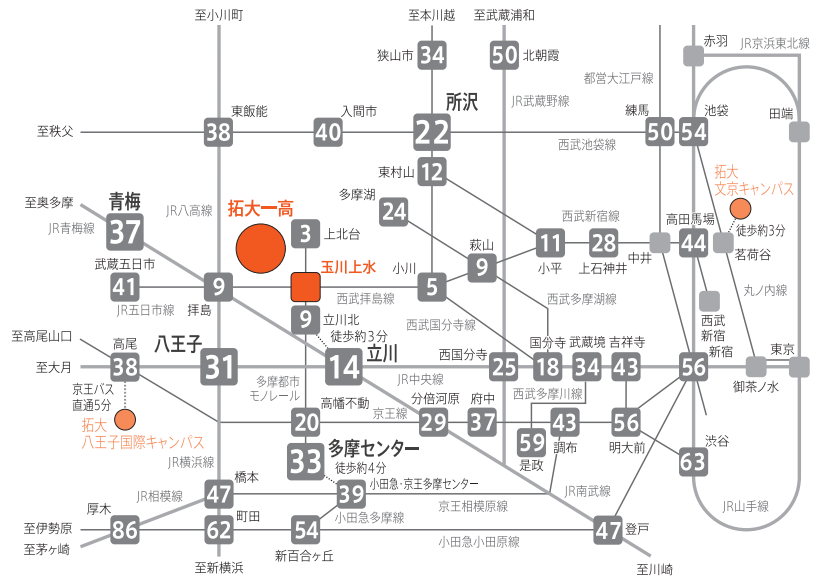 至小川町
至本川越
至武蔵浦和
赤羽
JR京浜東北線
狭山市
34
50
北朝霞
都営大江戸線
JR武蔵野線
東飯能
入間市
所沢
練馬
池袋
田端
至秩父
38
40
22
50
54
西武池袋線
東村山
12
拓大
文京キャンパス
多摩湖
24
至奥多摩
青梅
JR八高線
拓大一高
JR青梅線
37
3
上北台
西武新宿線
高田馬場
徒歩約3分
萩山
11
28
44
小平
上石神井
中井
茗荷谷
武蔵五日市
玉川上水
小川
9
41
9
5
拝島
西武拝島線
西武多摩湖線
丸ノ内線
JR五日市線
9
立川北
徒歩約3分
西武国分寺線
西武
新宿
至高尾山口
高尾
八王子
立川
西国分寺
国分寺
武蔵境
吉祥寺
新宿
東京
至大月
38
31
14
25
18
34
43
56
JR中央線
御茶ノ水
京王バス
直通5分
多摩都市
モノレール
分倍河原
府中
西武多摩川線
拓大
八王子国際キャンパス
20
高幡不動
京王線
29
37
43
56
59
調布
明大前
是政
渋谷
63
多摩センター
33
徒歩約4分
JR横浜線
橋本
小田急・京王多摩センター
JR相模線
47
39
京王相模原線
JR南武線
JR山手線
厚木
町田
小田急多摩線
至伊勢原
86
62
54
47
登戸
至茅ヶ崎
新百合ヶ丘
小田急小田原線
至新横浜
至川崎